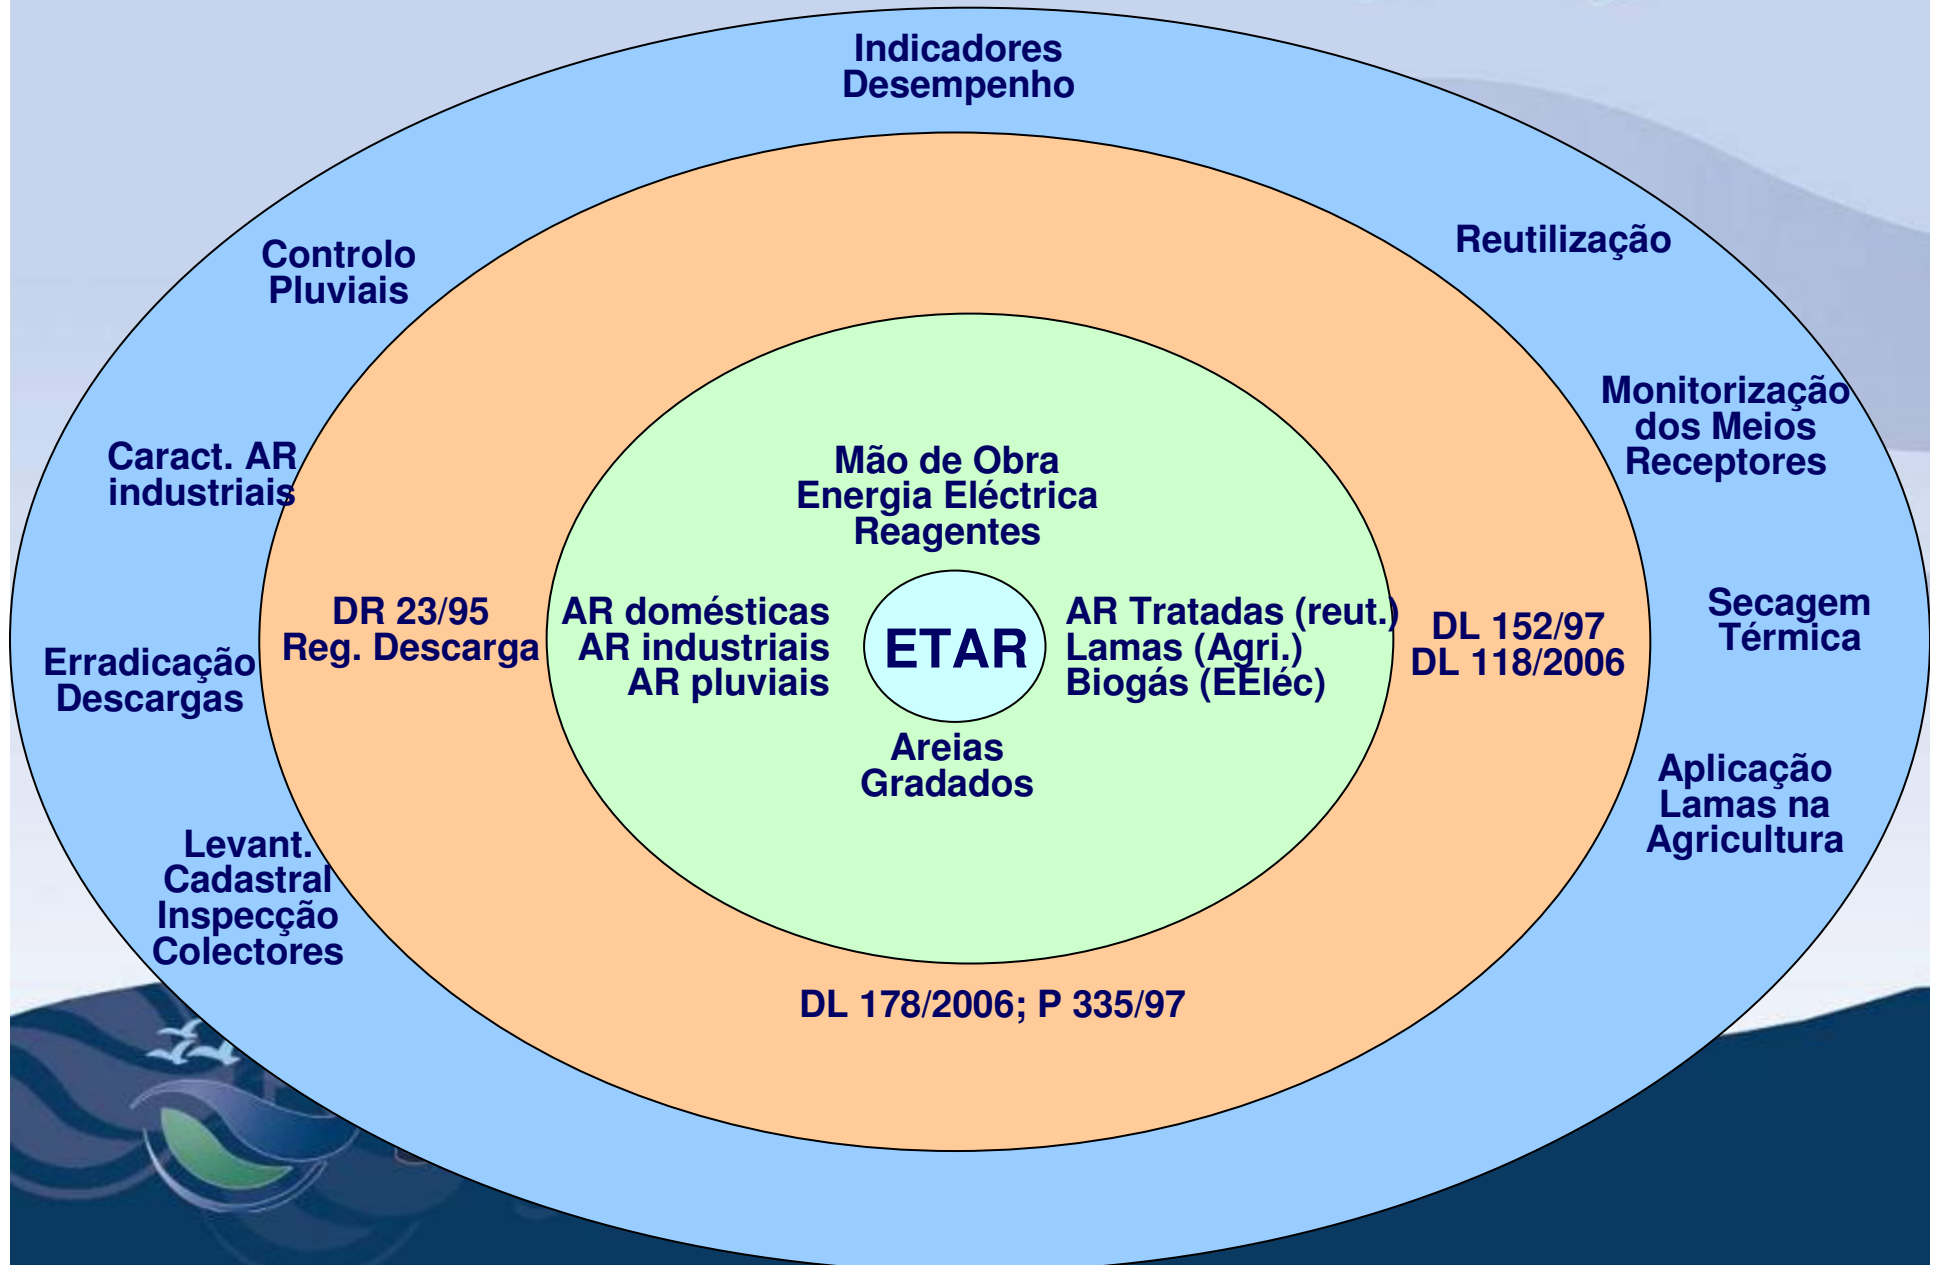 Indicadores
Desempenho
Controlo
Pluviais
Reutilização
Caract. AR
industriais
Monitorização
dos Meios
Receptores
Mão de Obra
Energia Eléctrica
Reagentes
Erradicação
Descargas
DR 23/95
Reg. Descarga
AR domésticas
AR industriais
AR pluviais
ETAR
AR Tratadas (reut.)
Lamas (Agri.)
Biogás (EEléc)
DL 152/97
DL 118/2006
Secagem
Térmica
Areias
Gradados
Levant.
Cadastral
Inspecção
Colectores
Aplicação
Lamas na
Agricultura
DL 178/2006; P 335/97